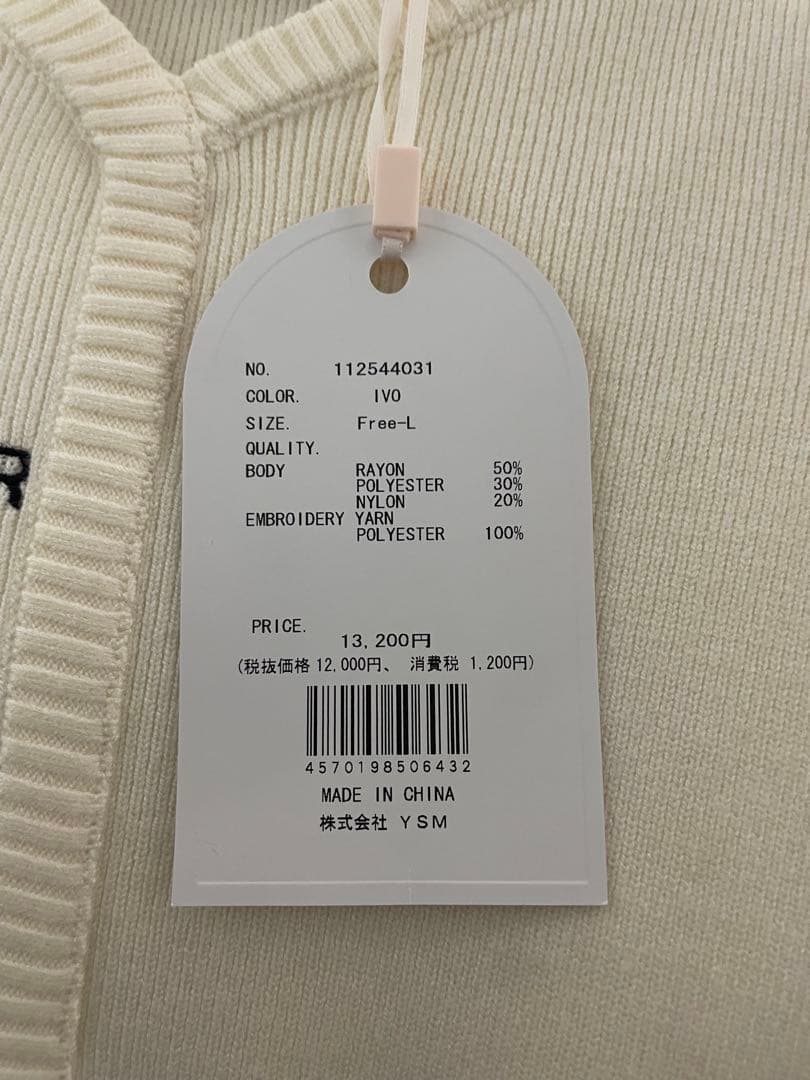 R
NO. 112544031
COLOR. IVO
SIZE. Free-L
QUALITY.
BODY RAYON 50%
POLYESTER 30%
NYLON 20%
EMBROIDERY YARN
POLYESTER 100%
PRICE.
13,200円
(税抜価格12,000円、 消費税 1,200円)
4570198506432
MADE IN CHINA
株式会社 YSM